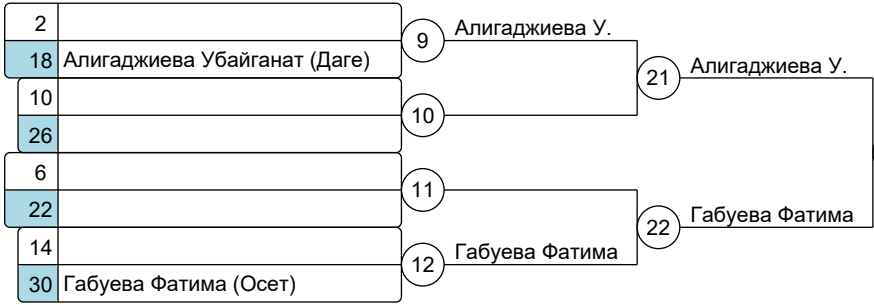 2
9
Алигаджиева У.
18 Алигаджиева Убайганат (Даге)
21
Алигаджиева У.
10
10
26
6
11
22
22
Габуева Фатима
14
12
Габуева Фатима
30 Габуева Фатима (Осет)